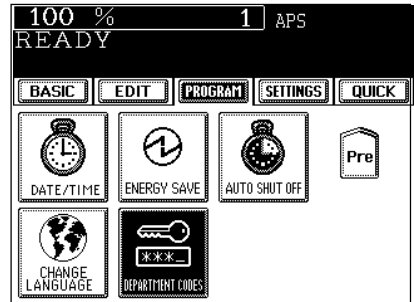 100 % 1 APS
READY
BASIC EDIT PROGRAM SETTINGS QUICK
DATE/TIME ENERGY SAVE AUTO SHUT OFF Pre
CHANGE
LANGUAGE
***_
DEPARTMENT CODES